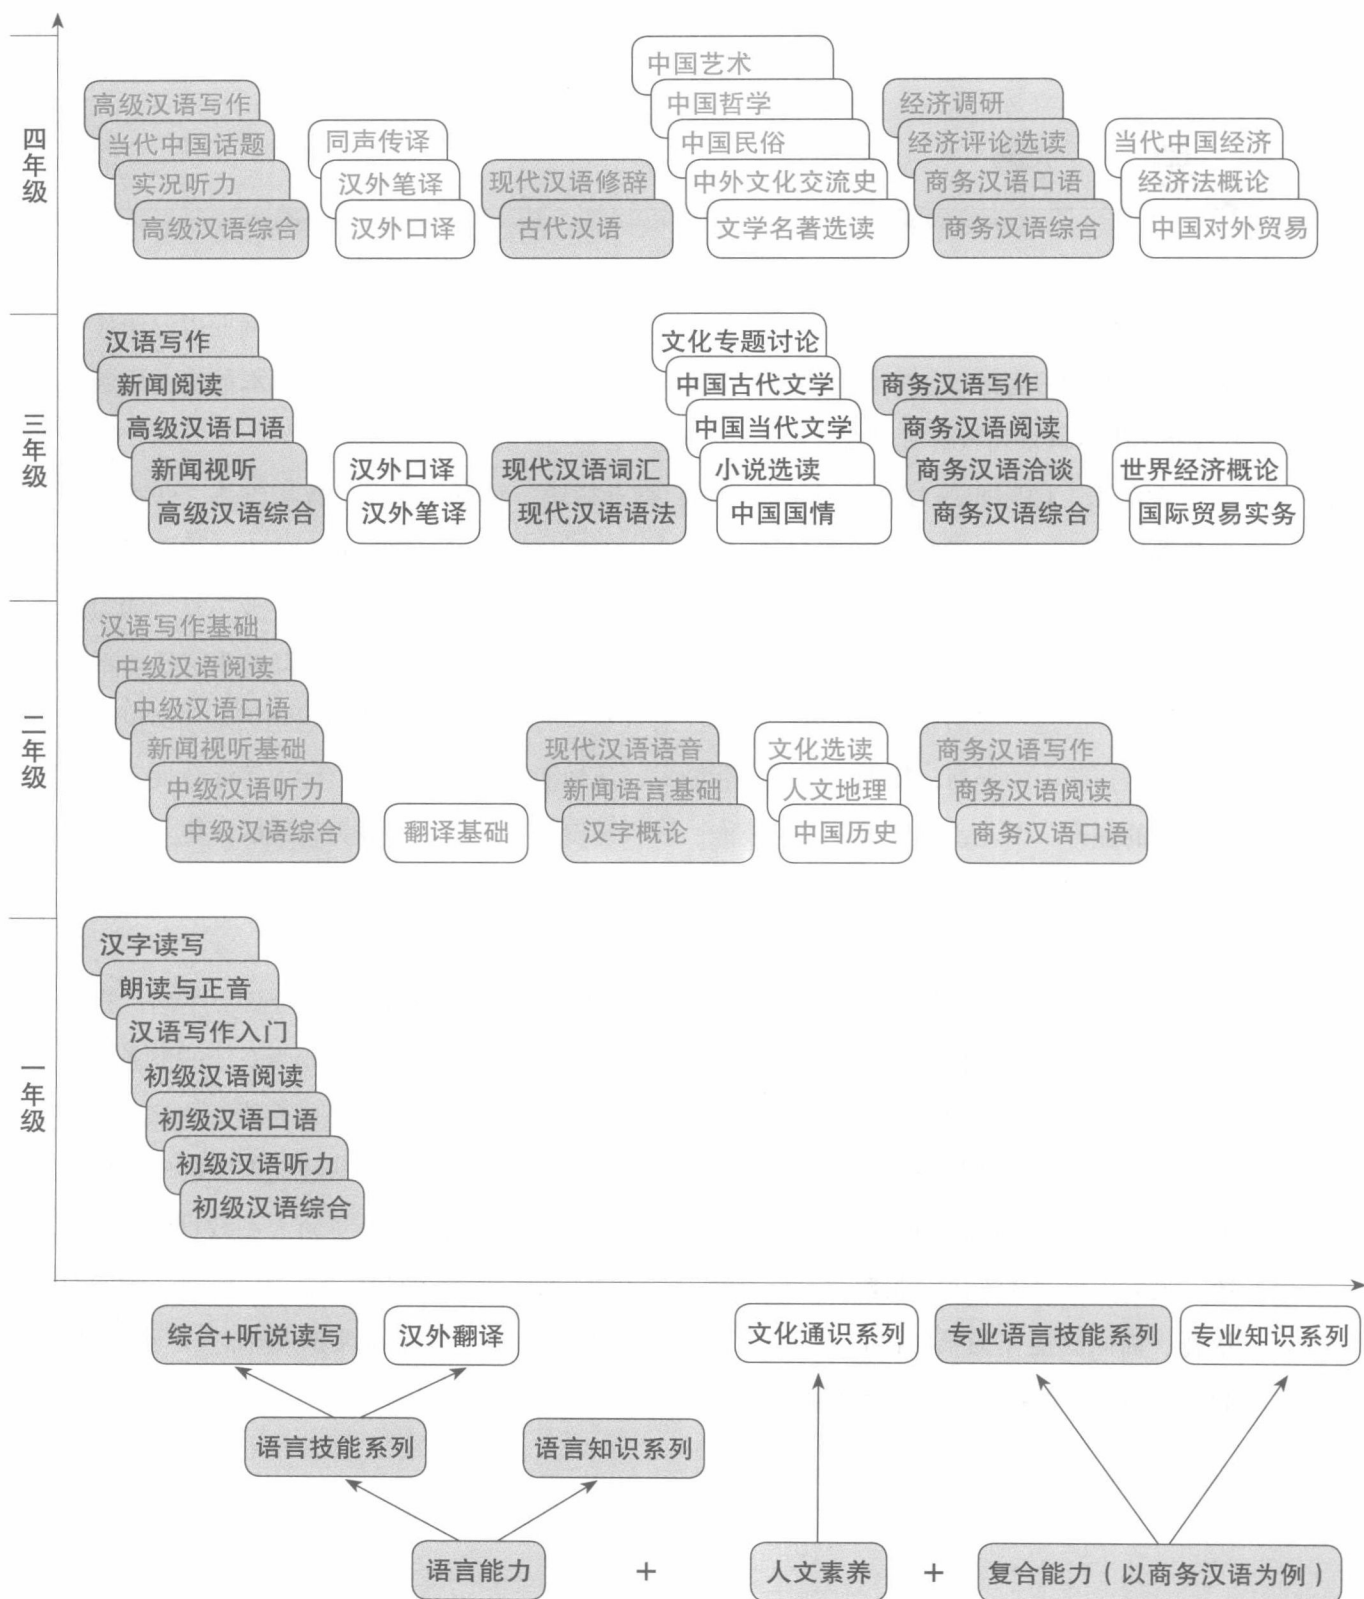 四年级
高级汉语写作
当代中国话题
实况听力
高级汉语综合
同声传译
汉外笔译
汉外口译
现代汉语修辞
古代汉语
中国艺术
中国哲学
中国民俗
中外文化交流史
文学名著选读
经济调研
经济评论选读
商务汉语口语
商务汉语综合
当代中国经济
经济法概论
中国对外贸易
三年级
汉语写作
新闻阅读
高级汉语口语
新闻视听
高级汉语综合
汉外口译
汉外笔译
现代汉语词汇
现代汉语语法
文化专题讨论
中国古代文学
中国当代文学
小说选读
中国国情
商务汉语写作
商务汉语阅读
商务汉语洽谈
商务汉语综合
世界经济概论
国际贸易实务
二年级
汉语写作基础
中级汉语阅读
中级汉语口语
新闻视听基础
中级汉语听力
中级汉语综合
翻译基础
现代汉语语音
新闻语言基础
汉字概论
文化选读
人文地理
中国历史
商务汉语写作
商务汉语阅读
商务汉语口语
一年级
汉字读写
朗读与正音
汉语写作入门
初级汉语阅读
初级汉语口语
初级汉语听力
初级汉语综合
综合+听说读写
汉外翻译
文化通识系列
专业语言技能系列
专业知识系列
语言技能系列
语言知识系列
语言能力 + 人文素养 + 复合能力（以商务汉语为例）